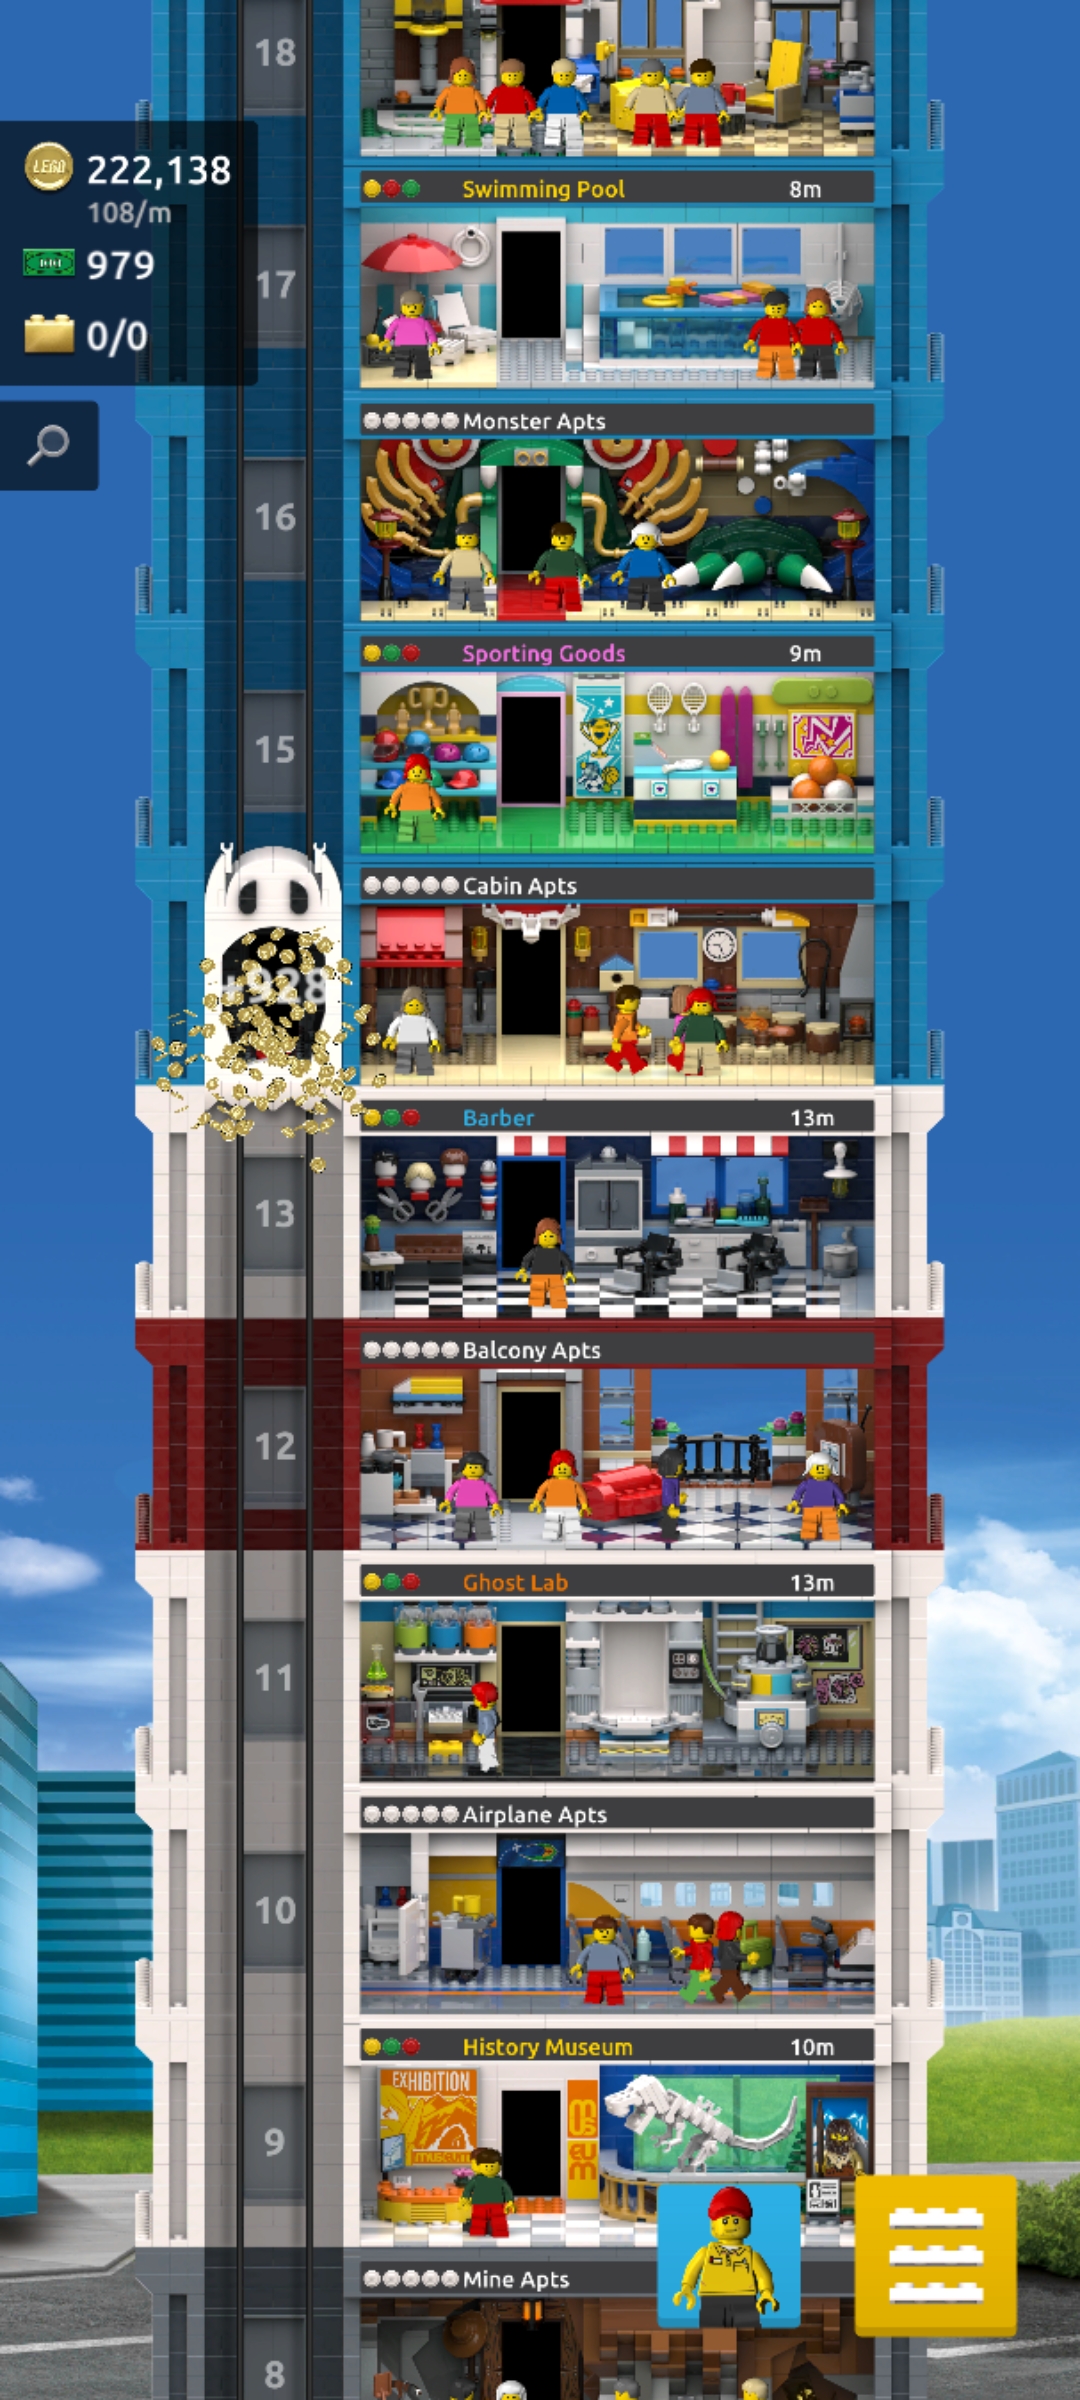 18
LEGO 222,138
108/m
979
0/0
Swimming Pool 8m
17
Monster Apts
16
Sporting Goods 9m
15
Cabin Apts
+928
Barber 13m
13
Balcony Apts
12
Ghost Lab 13m
11
Airplane Apts
10
History Museum 10m
EXHIBITION
MUSEUM
MUS
EUM
9
Mine Apts
8